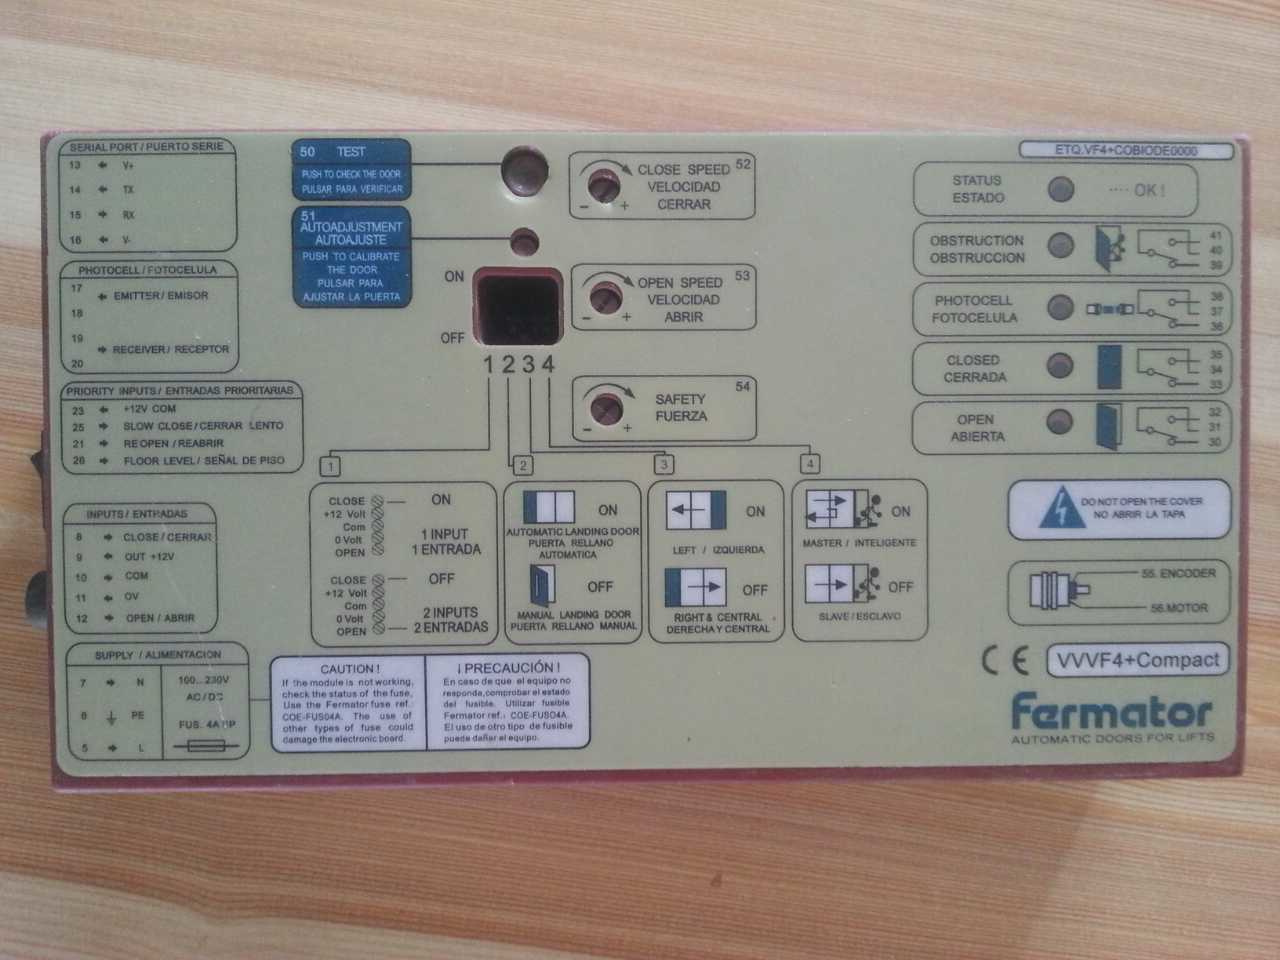 SERIAL PORT / PUERTO SERIE
13 V+
14 TX
15 RX
16 V-
PHOTOCELL / FOTOCELULA
17
EMITTER / EMISOR
18
19
RECEIVER / RECEPTOR
20
PRIORITY INPUTS / ENTRADAS PRIORITARIAS
23 +12V COM
25 SLOW CLOSE / CERRAR LENTO
21 RE OPEN / REABRIR
26 FLOOR LEVEL / SEÑAL DE PISO
INPUTS / ENTRADAS
8 CLOSE / CERRAR
9 OUT +12V
10 COM
11 OV
12 OPEN / ABRIR
SUPPLY / ALIMENTACION
7 N
6 PE
5 L
100...230V
AC / DC
FUS. 4A
50 TEST
PUSH TO CHECK THE DOOR
PULSAR PARA VERIFICAR
51
AUTOADJUSTMENT
AUTOAJUSTE
PUSH TO CALIBRATE
THE DOOR
PULSAR PARA
AJUSTAR LA PUERTA
ON
OFF
1 2 3 4
CLOSE SPEED 52
VELOCIDAD
CERRAR
- +
OPEN SPEED 53
VELOCIDAD
ABRIR
- +
54
SAFETY
FUERZA
- +
1
CLOSE ON
+12 Volt
Com 1 INPUT
0 Volt 1 ENTRADA
OPEN
CLOSE OFF
+12 Volt
Com 2 INPUTS
0 Volt 2 ENTRADAS
OPEN
2
ON
AUTOMATIC LANDING DOOR
PUERTA RELLANO
AUTOMATICA
OFF
MANUAL LANDING DOOR
PUERTA RELLANO MANUAL
3
ON
LEFT / IZQUIERDA
OFF
RIGHT & CENTRAL
DERECHA Y CENTRAL
4
ON
MASTER / INTELIGENTE
OFF
SLAVE / ESCLAVO
CAUTION !
If the module is not working,
check the status of the fuse,
Use the Fermator fuse ref.:
COE-FUS04A. The use of
other types of fuse could
damage the electronic board.
¡ PRECAUCIÓN !
En caso de que el equipo no
responda,comprobar el estado
del fusible. Utilizar fusible
Fermator ref.: COE-FUSO4A.
El uso de otro tipo de fusible
puede dañar el equipo.
ETQ.VF4+COBIODE0000
STATUS
ESTADO
.... OK !
OBSTRUCTION
OBSTRUCCION
41
40
39
PHOTOCELL
FOTOCELULA
38
37
36
CLOSED
CERRADA
35
34
33
OPEN
ABIERTA
32
31
30
DO NOT OPEN THE COVER
NO ABRIR LA TAPA
55. ENCODER
56. MOTOR
CE
VVVF4+Compact
Fermator
AUTOMATIC DOORS FOR LIFTS